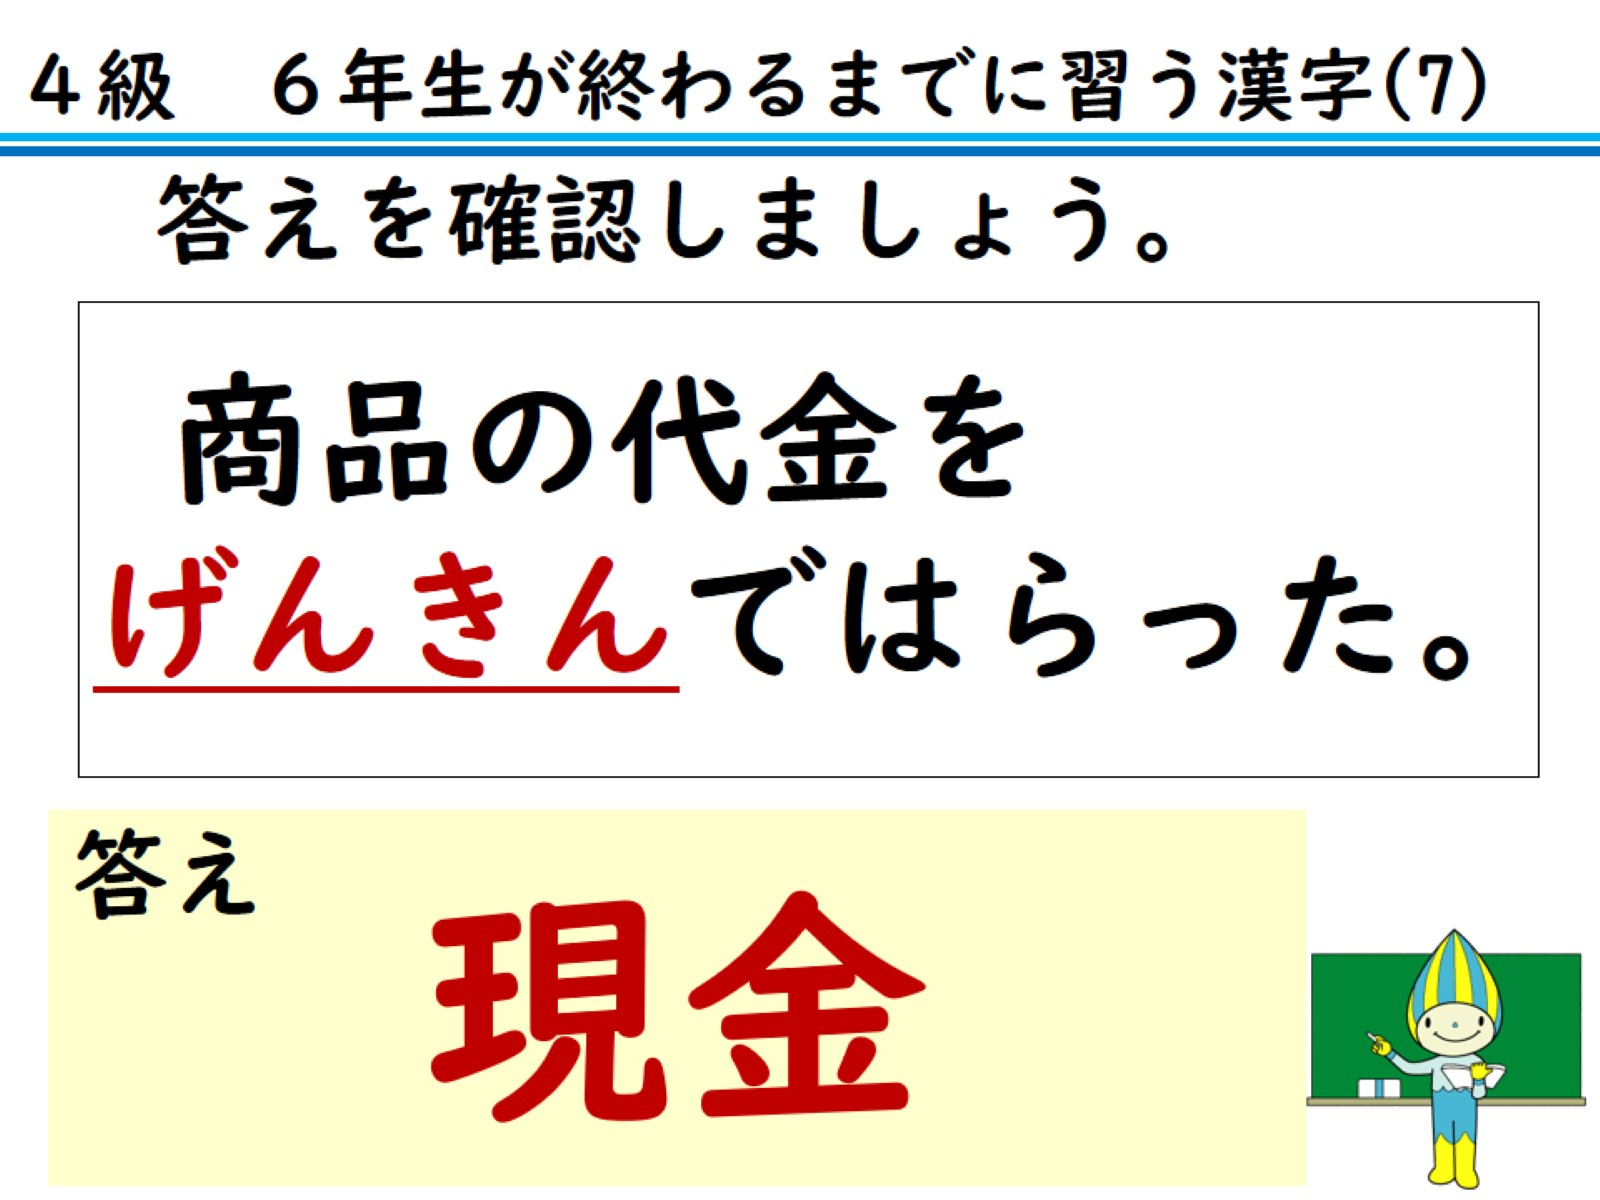 ４級　６年生が終わるまでに習う漢字(7)
答えを確認しましょう。
商品の代金を
げんきんではらった。
答え
現金